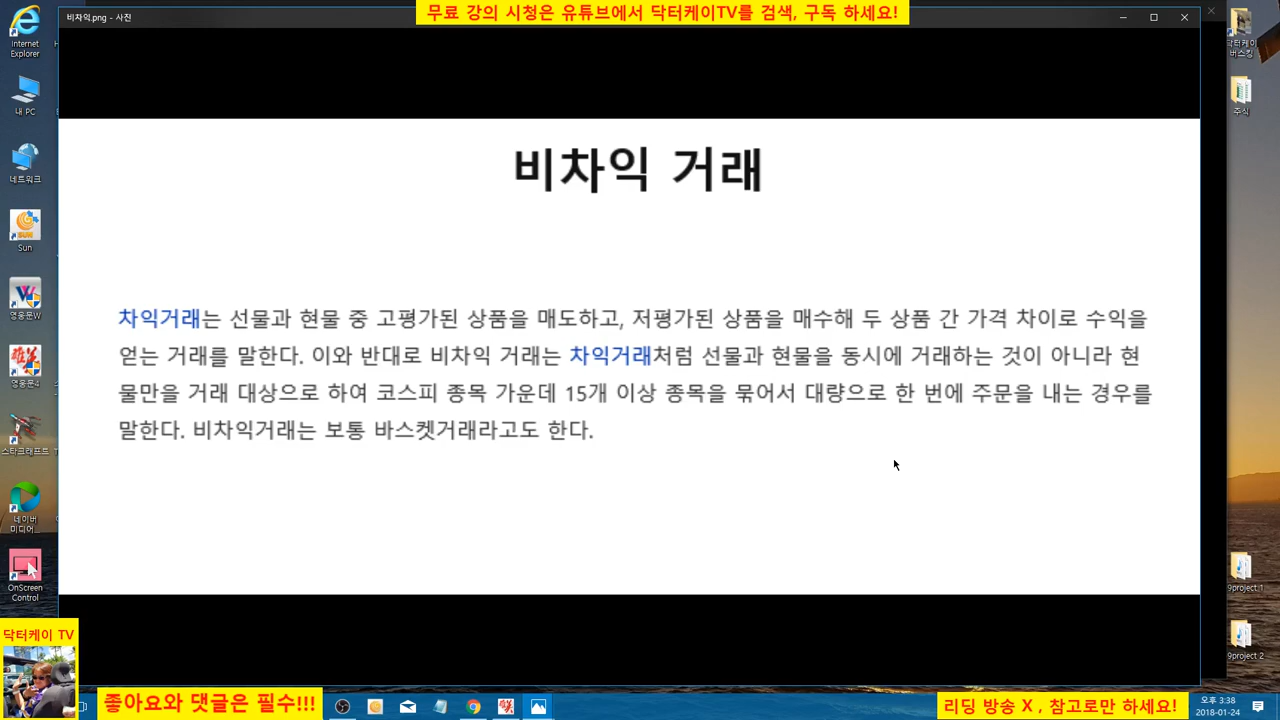 무료 강의 시청은 유튜브에서 닥터케이TV를 검색, 구독 하세요!
비차익.png - 사진
Internet
Explorer
내 PC
네트워크
Sun
영웅문W
영웅문4
스타크래프트
네이버
미디어...
OnScreen
Control
닥터케이
버스킹
주식
9project 1
9project 2
비차익 거래
차익거래는 선물과 현물 중 고평가된 상품을 매도하고, 저평가된 상품을 매수해 두 상품 간 가격 차이로 수익을
얻는 거래를 말한다. 이와 반대로 비차익 거래는 차익거래처럼 선물과 현물을 동시에 거래하는 것이 아니라 현
물만을 거래 대상으로 하여 코스피 종목 가운데 15개 이상 종목을 묶어서 대량으로 한 번에 주문을 내는 경우를
말한다. 비차익거래는 보통 바스켓거래라고도 한다.
닥터케이 TV
좋아요와 댓글은 필수!!!
리딩 방송 X , 참고로만 하세요!
오후 3:38
2018-01-24